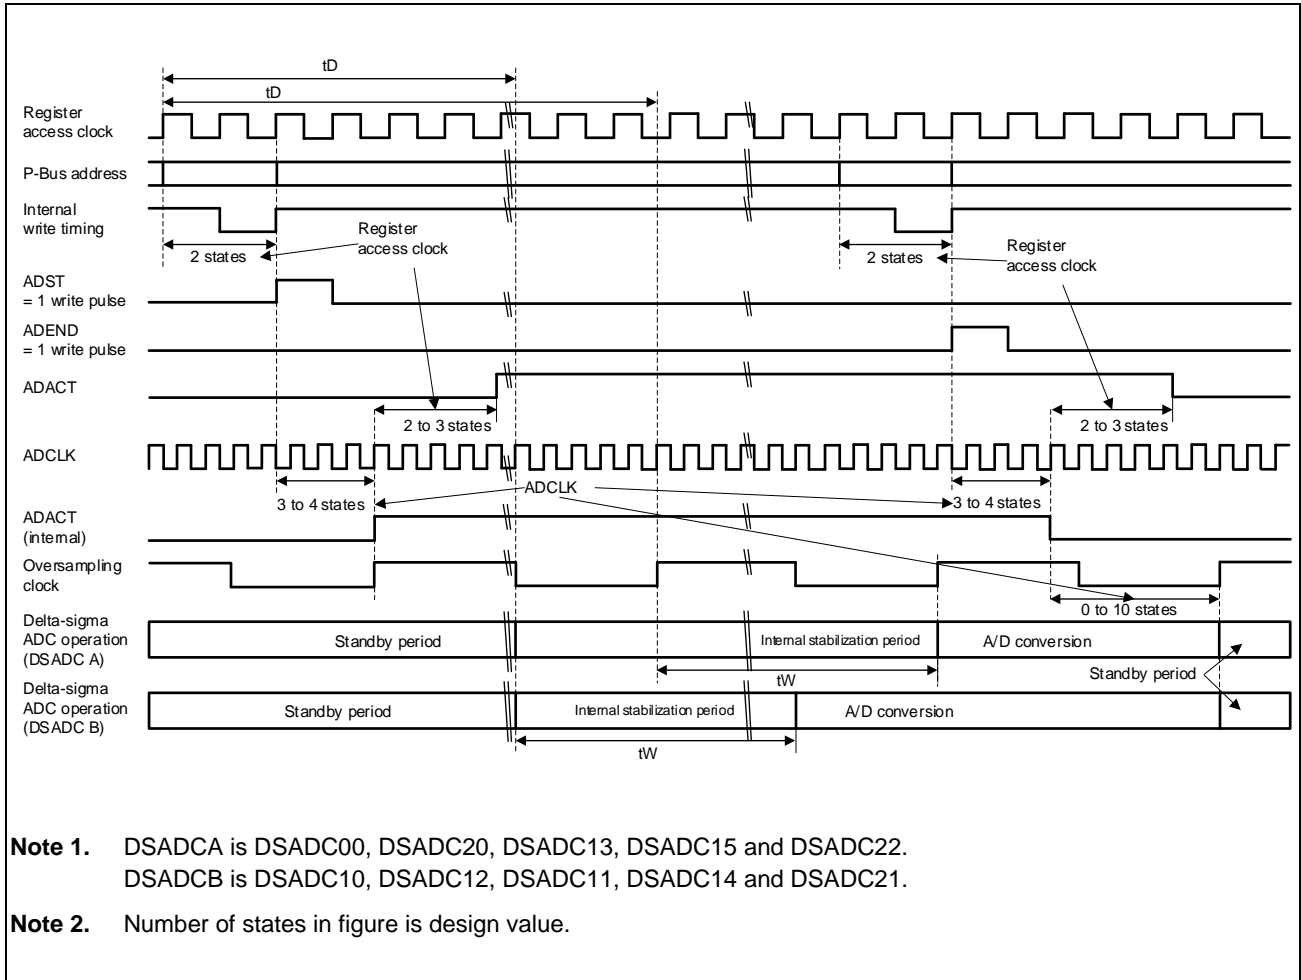 tD
tD
Register
access clock
P-Bus address
Internal
write timing
Register
access clock
2 states
2 states
Register
access clock
ADST
= 1 write pulse
ADEND
= 1 write pulse
ADACT
2 to 3 states
2 to 3 states
ADCLK
ADCLK
3 to 4 states
3 to 4 states
ADACT
(internal)
Oversampling
clock
0 to 10 states
Delta-sigma
ADC operation
(DSADC A)
Standby period
Internal stabilization period
A/D conversion
tW
Standby period
Delta-sigma
ADC operation
(DSADC B)
Standby period
Internal stabilization period
A/D conversion
tW
Note 1. DSADCA is DSADC00, DSADC20, DSADC13, DSADC15 and DSADC22.
DSADCB is DSADC10, DSADC12, DSADC11, DSADC14 and DSADC21.
Note 2. Number of states in figure is design value.